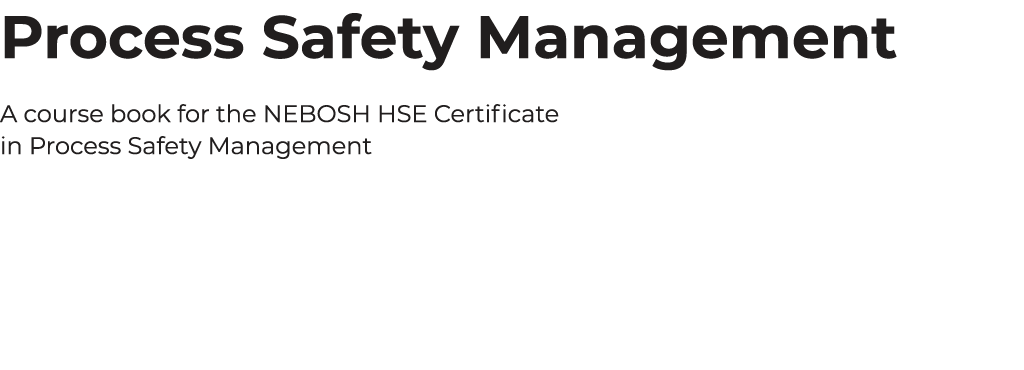 Process Safety Management
A course book for the NEBOSH HSE Certificate
in Process Safety Management